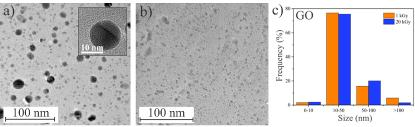 a)
10 nm
100 nm
b)
100 nm
c)
GO
1 kGy
20 kGy
Frequency (%)
80
60
40
20
0
0-10 10-50 50-100 >100
Size (nm)